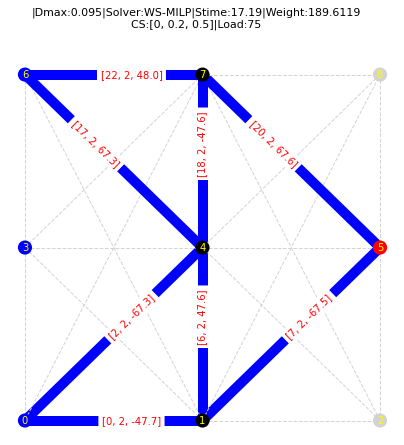 |Dmax:0.095|Solver:WS-MILP|Stime:17.19|Weight:189.6119
CS:[0, 0.2, 0.5]|Load:75
6
[22, 2, 48.0]
7
[17, 2, 67.3]
[18, 2, -47.6]
[20, 2, 67.6]
3
4
5
[2, 2, -67.3]
[6, 2, 47.6]
[7, 2, -67.5]
0
[0, 2, -47.7]
1